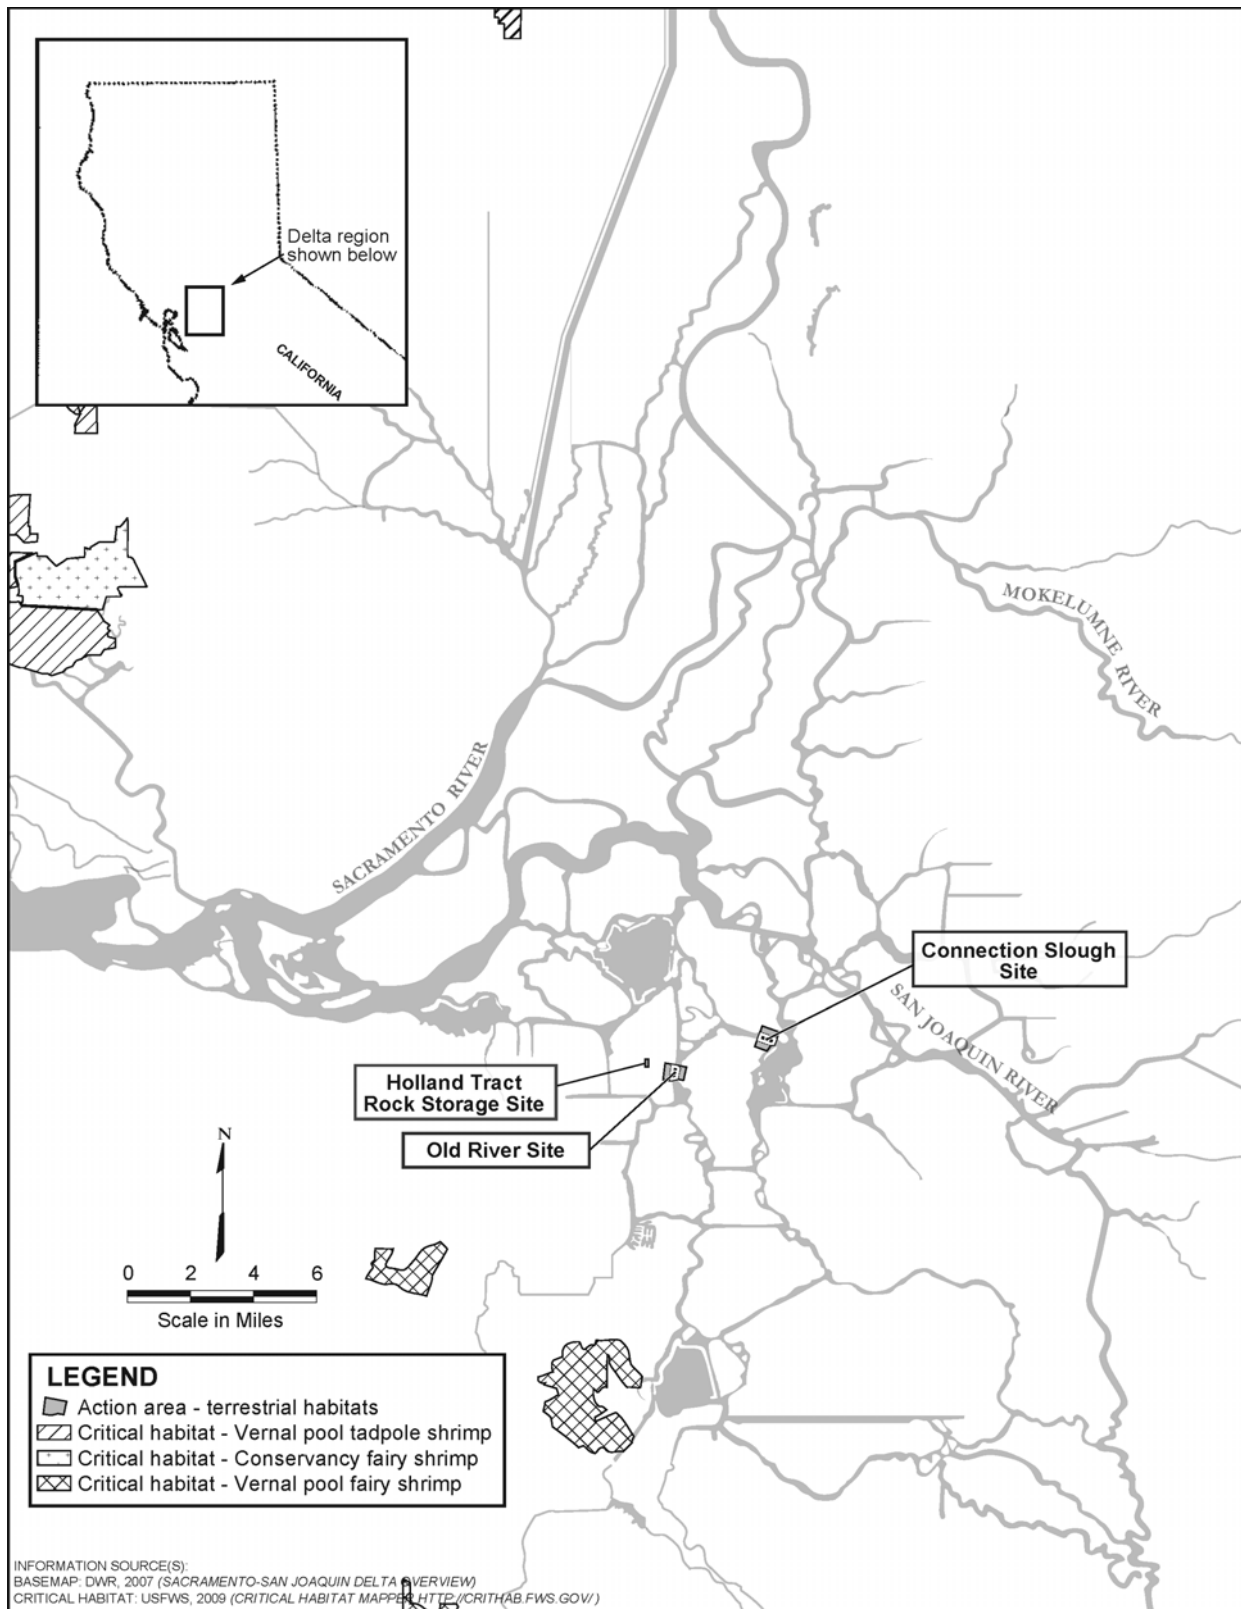 Delta region
shown below
CALIFORNIA
MOKELUMNE RIVER
SACRAMENTO RIVER
Connection Slough
Site
SAN JOAQUIN RIVER
Holland Tract
Rock Storage Site
Old River Site
N
0 2 4 6
Scale in Miles
LEGEND
Action area - terrestrial habitats
Critical habitat - Vernal pool tadpole shrimp
Critical habitat - Conservancy fairy shrimp
Critical habitat - Vernal pool fairy shrimp
INFORMATION SOURCE(S):
BASEMAP: DWR, 2007 (SACRAMENTO-SAN JOAQUIN DELTA OVERVIEW)
CRITICAL HABITAT: USFWS, 2009 (CRITICAL HABITAT MAPPER HTTP://CRITHAB.FWS.GOV/ )